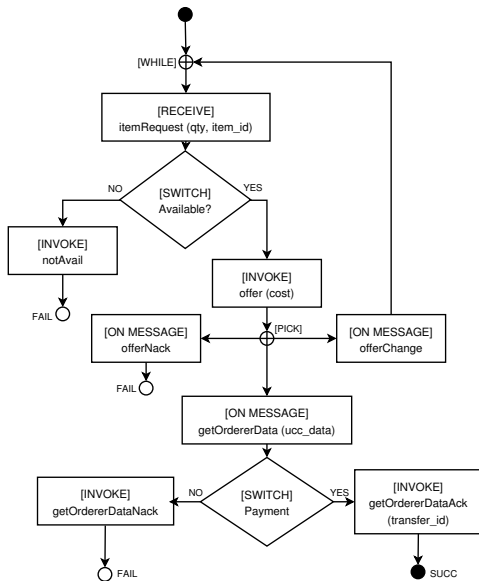 [WHILE]
[RECEIVE]
itemRequest (qty, item_id)
NO
[SWITCH]
Available?
YES
[INVOKE]
notAvail
FAIL
[INVOKE]
offer (cost)
[PICK]
[ON MESSAGE]
offerNack
[ON MESSAGE]
offerChange
FAIL
[ON MESSAGE]
getOrdererData (ucc_data)
[INVOKE]
getOrdererDataNack
NO
[SWITCH]
Payment
YES
[INVOKE]
getOrdererDataAck
(transfer_id)
FAIL
SUCC